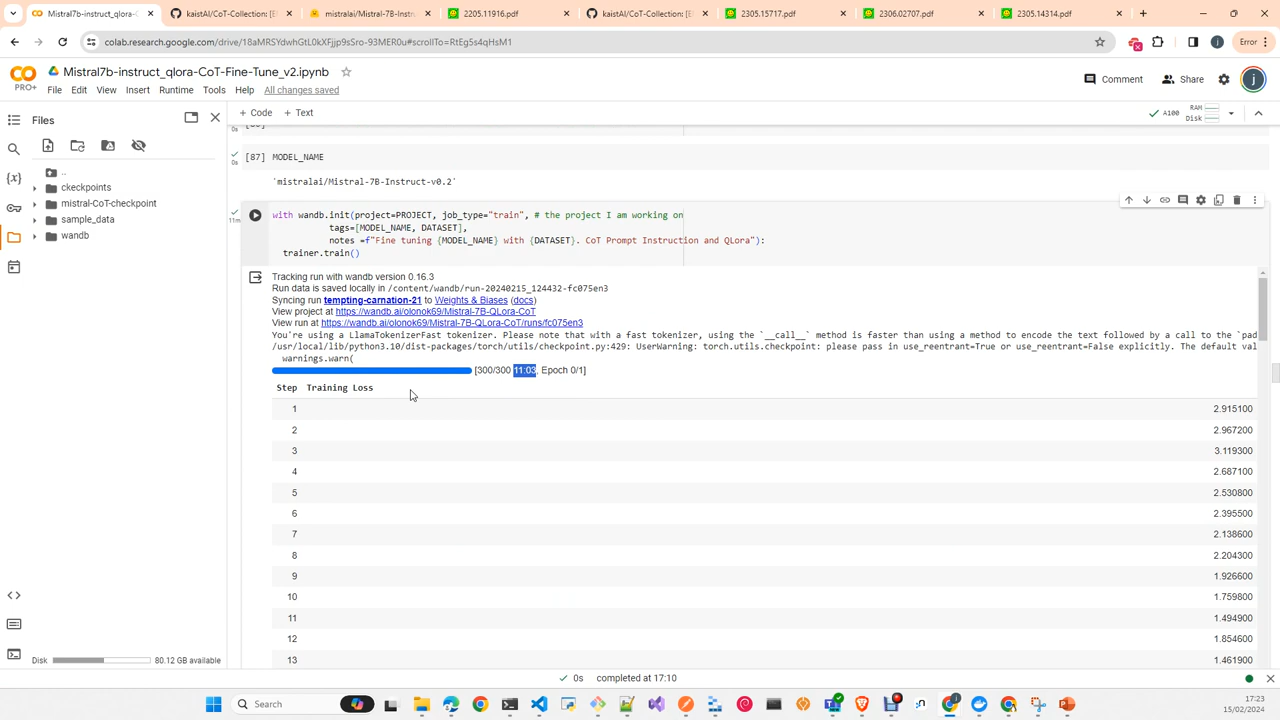 Mistral7b-instruct_qlora-C
kaistAI/CoT-Collection: [E
mistralai/Mistral-7B-Instr
2205.11916.pdf
kaistAI/CoT-Collection: [E
2305.15717.pdf
2306.02707.pdf
2305.14314.pdf
colab.research.google.com/drive/18aMRSYdwhGtL0kXFjjp9sSro-93MER0u#scrollTo=RtEg5s4qHsM1
Error
PRO+
Mistral7b-instruct_qlora-CoT-Fine-Tune_v2.ipynb
Comment
Share
File Edit View Insert Runtime Tools Help All changes saved
Files
+ Code + Text
A100
RAM
Disk
..
ckeckpoints
mistral-CoT-checkpoint
sample_data
wandb
0s
[87] MODEL_NAME
0s
`mistralai/Mistral-7B-Instruct-v0.2`
11m
with wandb.init(project=PROJECT, job_type="train", # the project I am working on
tags=[MODEL_NAME, DATASET],
notes =f"Fine tuning {MODEL_NAME} with {DATASET}. CoT Prompt Instruction and QLora"):
trainer.train()
Tracking run with wandb version 0.16.3
Run data is saved locally in /content/wandb/run-20240215_124432-fc075en3
Syncing run tempting-carnation-21 to Weights & Biases (docs)
View project at https://wandb.ai/olonok69/Mistral-7B-QLora-CoT
View run at https://wandb.ai/olonok69/Mistral-7B-QLora-CoT/runs/fc075en3
You're using a LlamaTokenizerFast tokenizer. Please note that with a fast tokenizer, using the `__call__` method is faster than using a method to encode the text followed by a call to the `pad
/usr/local/lib/python3.10/dist-packages/torch/utils/checkpoint.py:429: UserWarning: torch.utils.checkpoint: please pass in use_reentrant=True or use_reentrant=False explicitly. The default val
warnings.warn(
[300/300 11:03, Epoch 0/1]
Step Training Loss
1 2.915100
2 2.967200
3 3.119300
4 2.687100
5 2.530800
6 2.395500
7 2.138600
8 2.204300
9 1.926600
10 1.759800
11 1.494900
12 1.854600
13 1.461900
Disk 80.12 GB available
0s completed at 17:10
Search
17:23
15/02/2024